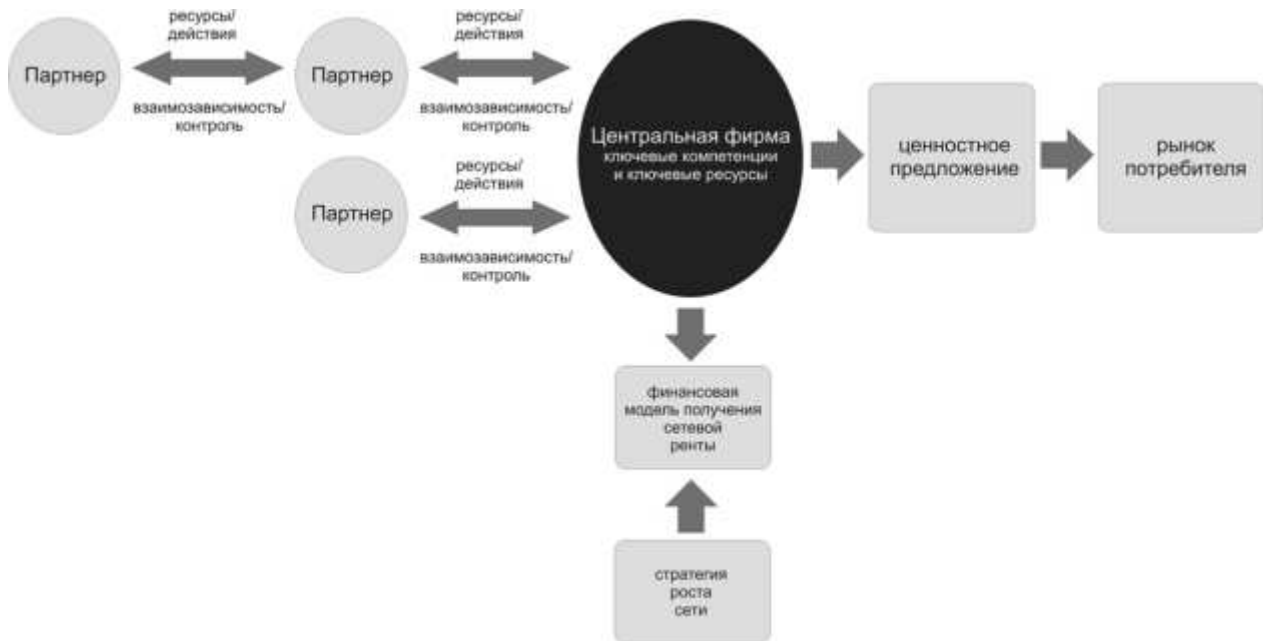 ресурсы/
действия
Партнер
взаимозависимость/
контроль
ресурсы/
действия
Партнер
взаимозависимость/
контроль
ресурсы/
действия
Партнер
взаимозависимость/
контроль
Центральная фирма
ключевые компетенции
и ключевые ресурсы
ценностное
предложение
рынок
потребителя
финансовая
модель получения
сетевой
ренты
стратегия
роста
сети